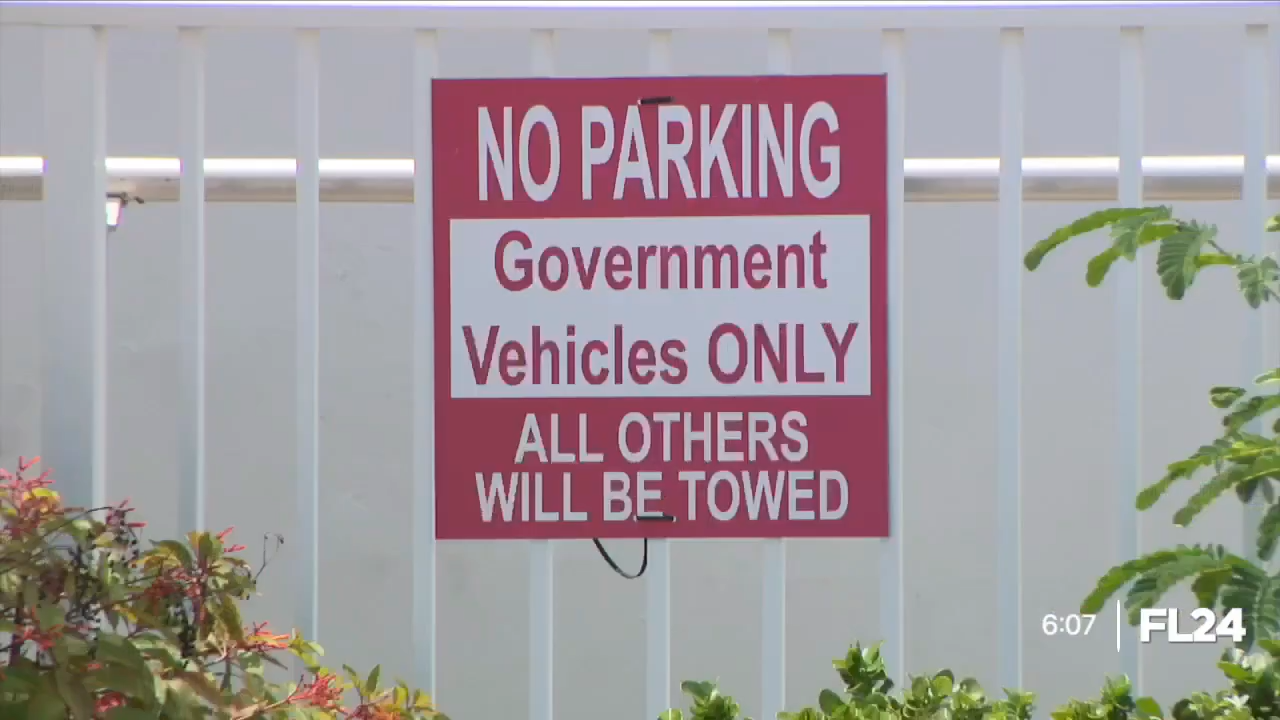 NO PARKING
Government
Vehicles ONLY
ALL OTHERS
WILL BE TOWED
6:07 | FL24